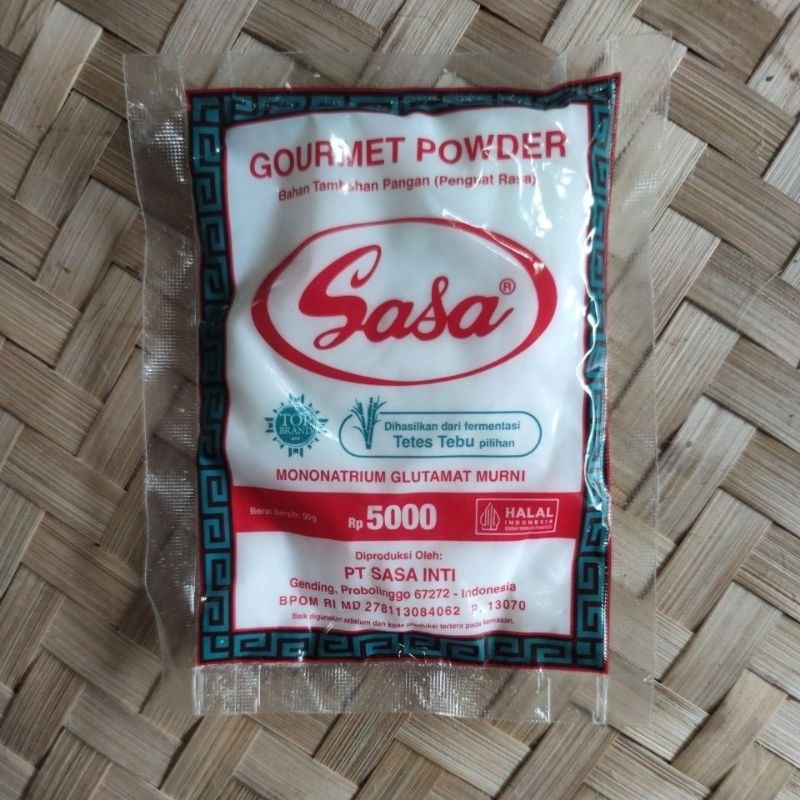 GOURMET POWDER
Bahan Tambahan Pangan (Penguat Rasa)
Sasa®
TOP
BRAND
Dihasilkan dari fermentasi
Tetes Tebu pilihan
MONONATRIUM GLUTAMAT MURNI
Berat Bersih: 90g
Rp 5000
HALAL
INDONESIA
Diproduksi Oleh:
PT SASA INTI
Gending, Probolinggo 67272 - Indonesia
BPOM RI MD 278113084062 P. 13070
Baik digunakan sebelum dan kode produksi tertera pada kemasan.